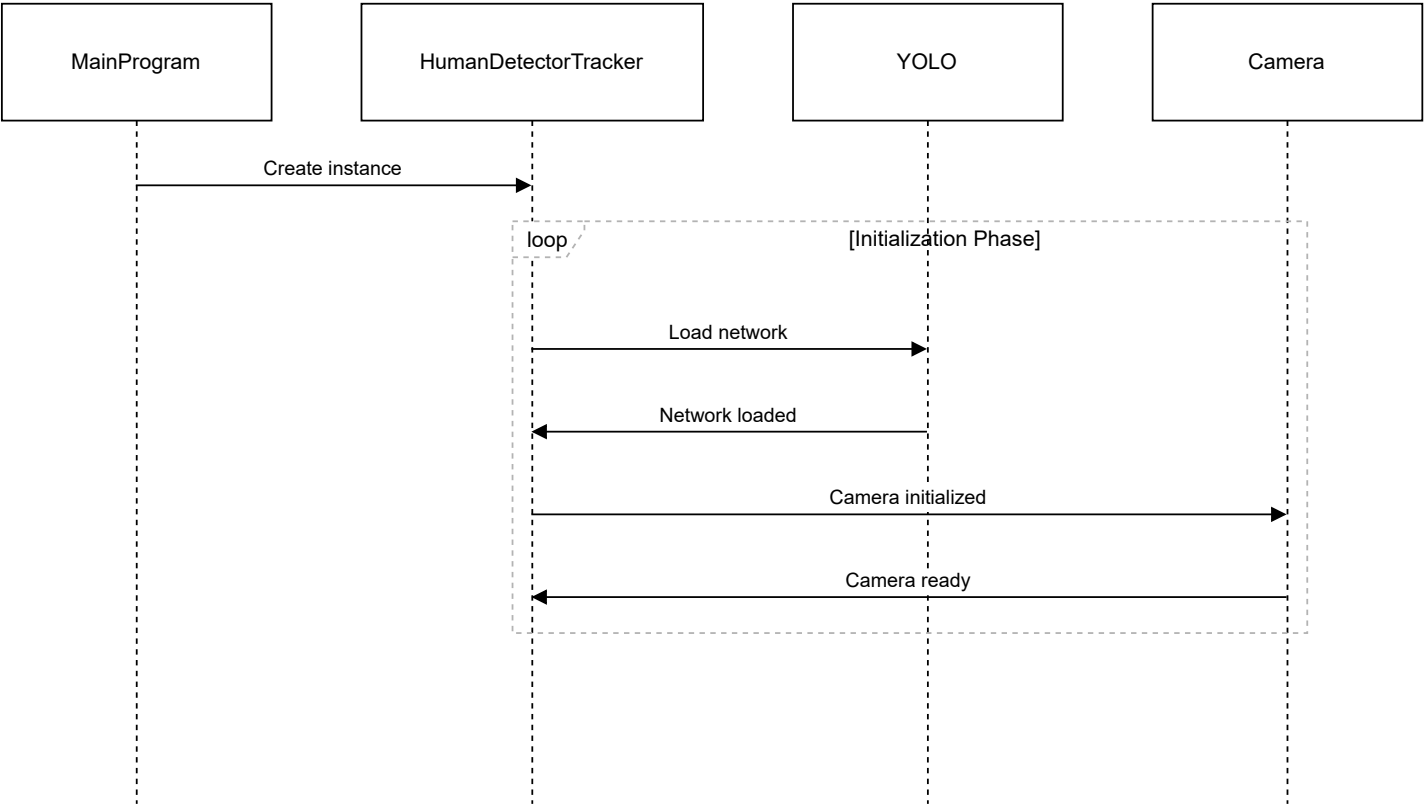 MainProgram
HumanDetectorTracker
YOLO
Camera
Create instance
loop
[Initialization Phase]
Load network
Network loaded
Camera initialized
Camera ready